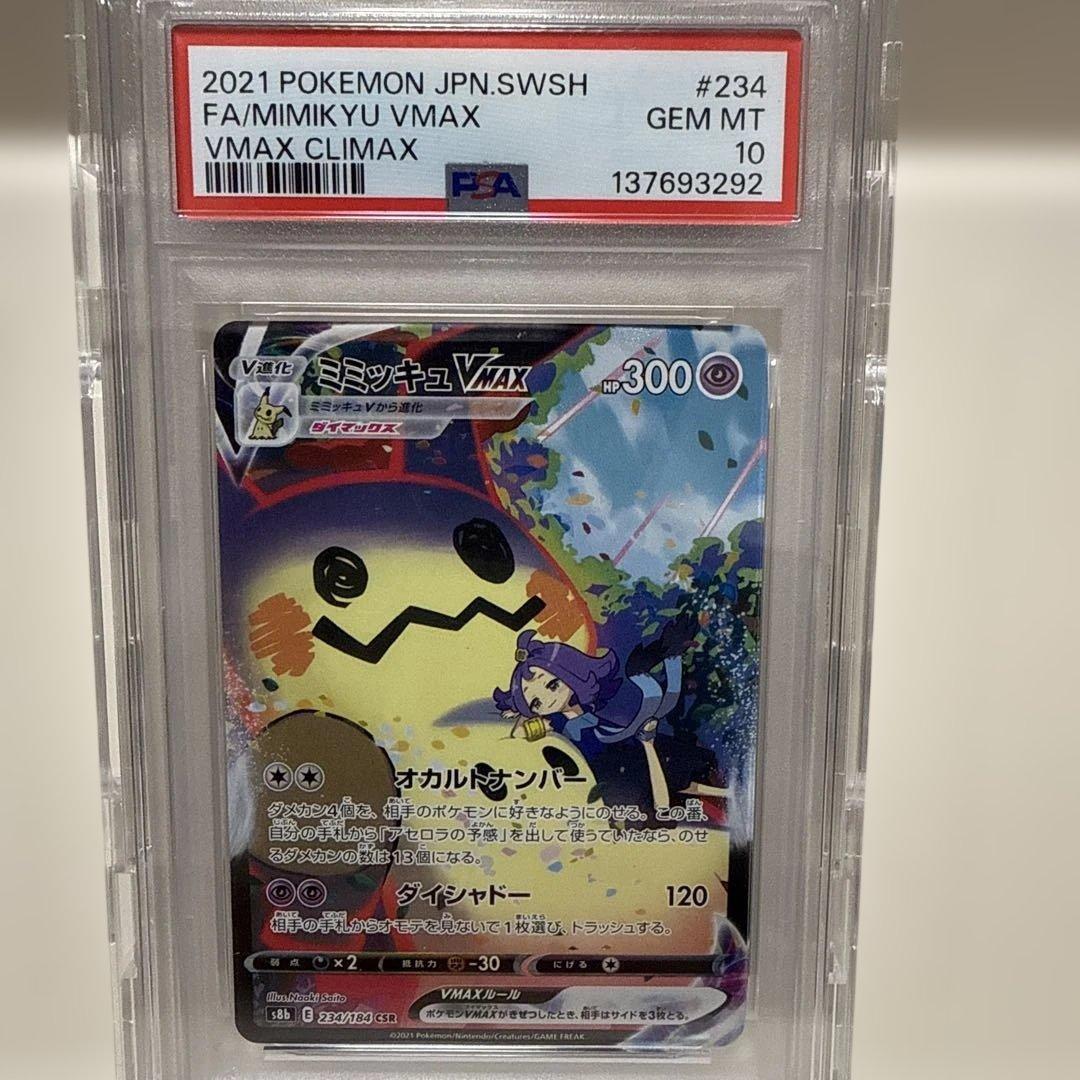 2021 POKEMON JPN.SWSH #234
FA/MIMIKYU VMAX GEM MT
VMAX CLIMAX 10
PSA 137693292
V進化 ミミッキュVMAX HP300
ミミッキュVから進化
ダイマックス
オカルトナンバー
ダメカン4個を、相手のポケモンに好きなようにのせる。この番、
自分の手札から「アセロラの予感」を出して使うていたなら、のせ
るダメカンの数は13個になる。
ダイシャドー 120
相手の手札からオモテを見ないで1枚選び、トラッシュする。
弱点 ×2 抵抗力 -30 にげる
Illus.Naoki Saito VMAXルール
ポケモンVMAXがきぜつしたとき、相手はサイドを3枚とる。
s8b E 234/184 CSR
©2021 Pokémon/Nintendo/Creatures/GAME FREAK.